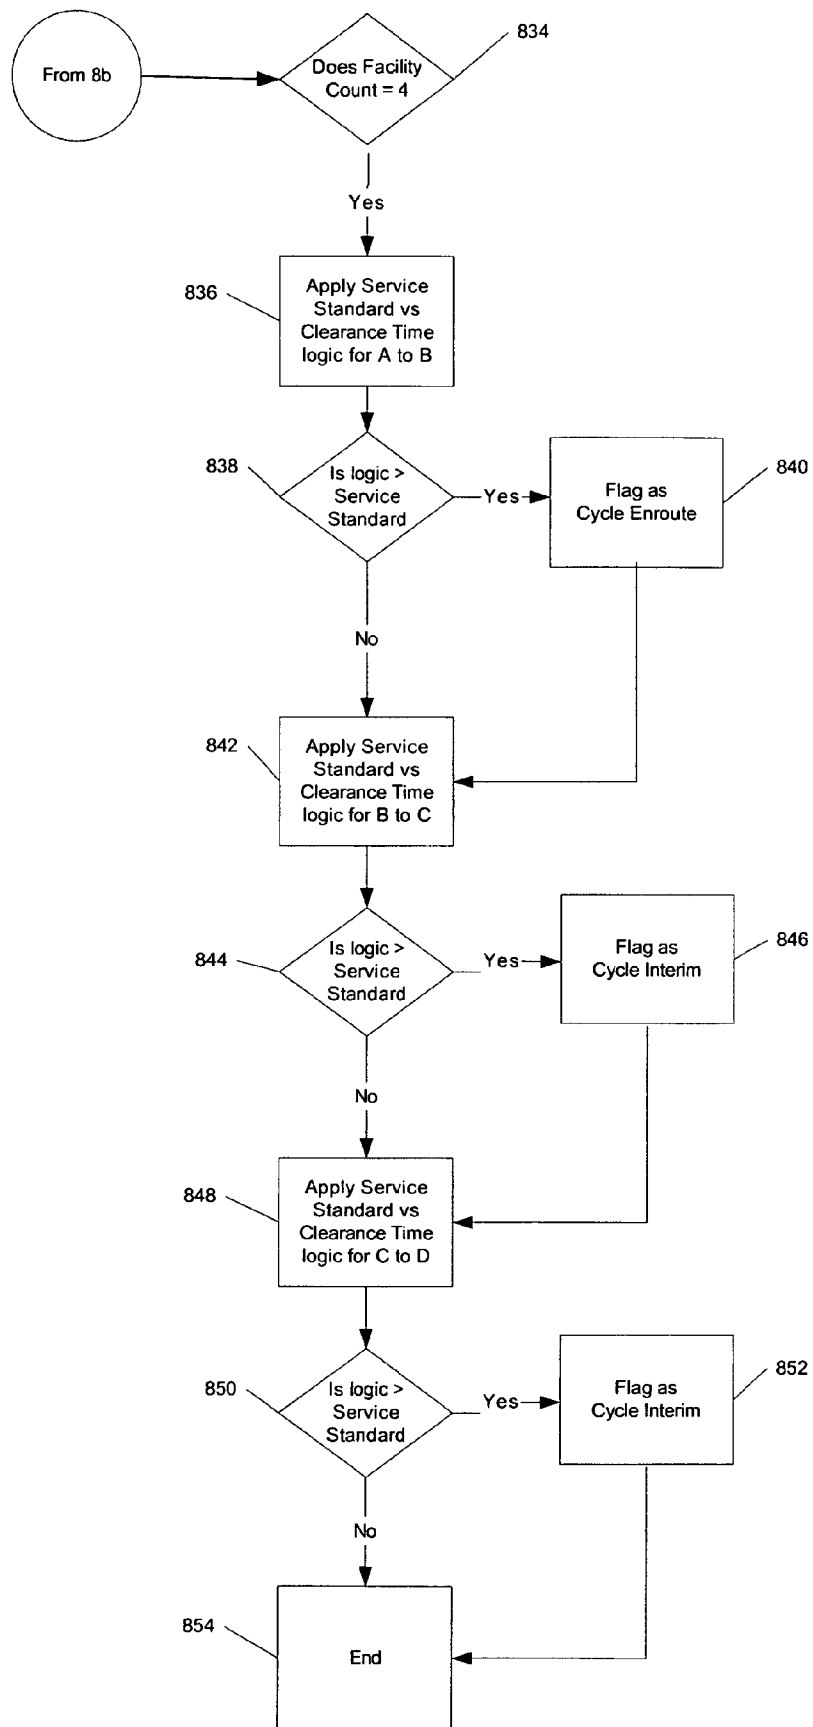 From 8b
Does Facility
Count = 4
834
Yes
836
Apply Service
Standard vs
Clearance Time
logic for A to B
838
Is logic >
Service
Standard
Yes
Flag as
Cycle Enroute
840
No
842
Apply Service
Standard vs
Clearance Time
logic for B to C
844
Is logic >
Service
Standard
Yes
Flag as
Cycle Interim
846
No
848
Apply Service
Standard vs
Clearance Time
logic for C to D
850
Is logic >
Service
Standard
Yes
Flag as
Cycle Interim
852
No
854
End